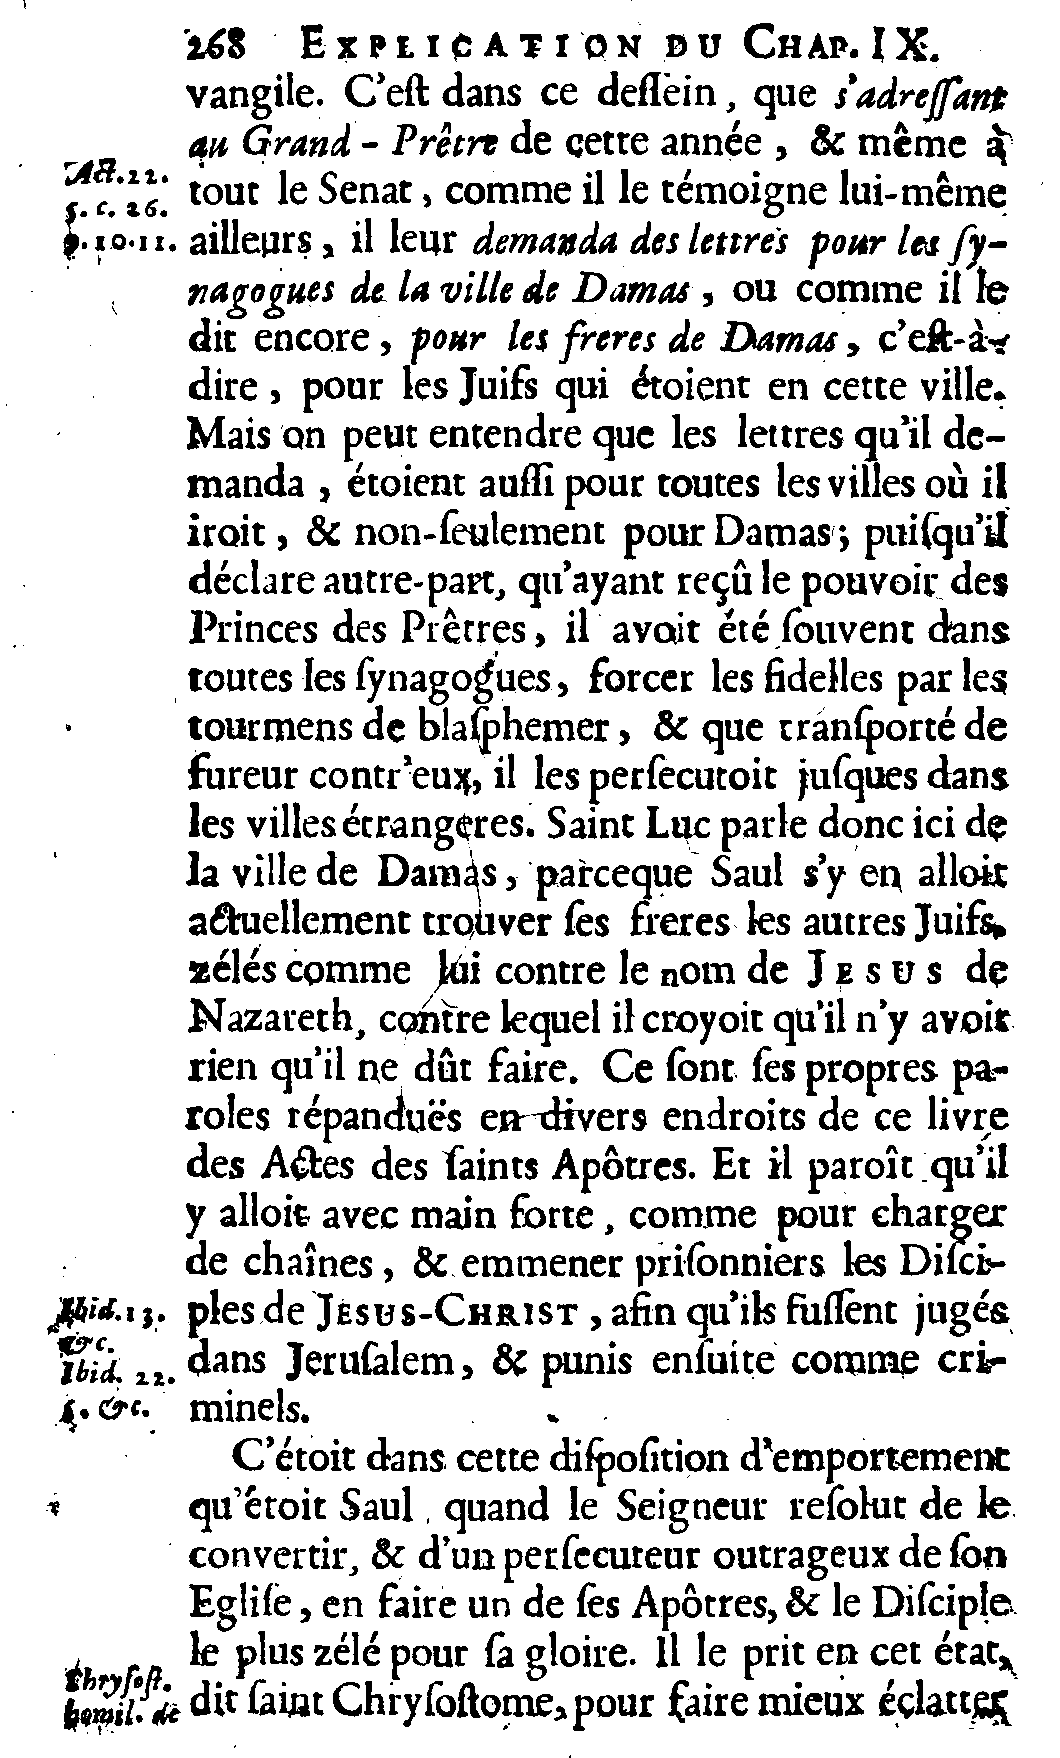 268 EXPLICATION DU CHAP. IX.
vangile. C'eſt dans ce deſſein, que s'adreſſant
au Grand-Prêtre de cette année, & même à
Act. 22.
tout le Senat, comme il le témoigne lui-même
5. c. 26.
ailleurs, il leur demanda des lettres pour les ſy-
9. 10. 11.
nagogues de la ville de Damas, ou comme il le
dit encore, pour les freres de Damas, c'eſt-à-
dire, pour les Juifs qui étoient en cette ville.
Mais on peut entendre que les lettres qu'il de-
manda, étoient auſſi pour toutes les villes où il
iroit, & non-ſeulement pour Damas; puiſqu'il
déclare autre-part, qu'ayant reçû le pouvoir des
Princes des Prêtres, il avoit été ſouvent dans
toutes les ſynagogues, forcer les fidelles par les
tourmens de blaſphemer, & que tranſporté de
fureur contr'eux, il les perſecutoit juſques dans
les villes étrangeres. Saint Luc parle donc ici de
la ville de Damas, parceque Saul s'y en alloit
actuellement trouver ſes freres les autres Juifs,
zélés comme lui contre le nom de JESUS de
Nazareth, contre lequel il croyoit qu'il n'y avoit
rien qu'il ne dût faire. Ce ſont ſes propres pa-
roles répanduës en divers endroits de ce livre
des Actes des ſaints Apôtres. Et il paroît qu'il
y alloit avec main forte, comme pour charger
de chaînes, & emmener priſonniers les Diſci-
Ibid. 13.
ples de JESUS-CHRIST, afin qu'ils fuſſent jugés
&c.
dans Jeruſalem, & punis enſuite comme cri-
Ibid. 22.
minels.
5. &c.
C'étoit dans cette diſpoſition d'emportement
qu'étoit Saul, quand le Seigneur reſolut de le
convertir, & d'un perſecuteur outrageux de ſon
Egliſe, en faire un de ſes Apôtres, & le Diſciple
le plus zélé pour ſa gloire. Il le prit en cet état,
Chryſoſt.
dit ſaint Chryſoſtome, pour faire mieux éclatter
homil. de